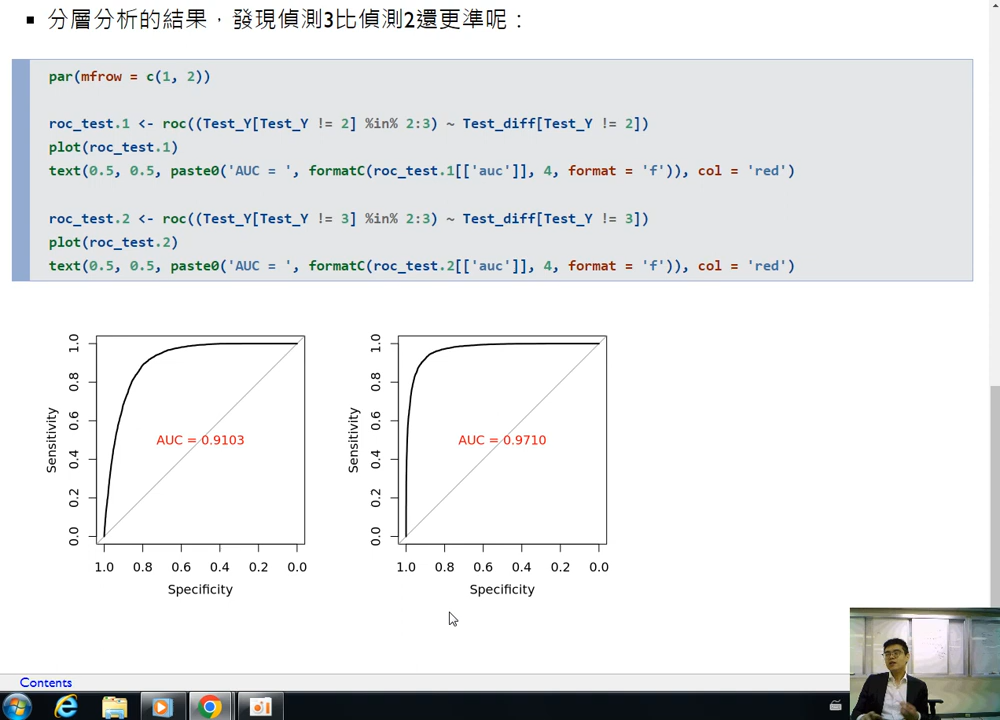 ▪ 分層分析的結果，發現偵測3比偵測2還更準呢：
par(mfrow = c(1, 2))
roc_test.1 <- roc((Test_Y[Test_Y != 2] %in% 2:3) ~ Test_diff[Test_Y != 2])
plot(roc_test.1)
text(0.5, 0.5, paste0('AUC = ', formatC(roc_test.1[['auc']], 4, format = 'f')), col = 'red')
roc_test.2 <- roc((Test_Y[Test_Y != 3] %in% 2:3) ~ Test_diff[Test_Y != 3])
plot(roc_test.2)
text(0.5, 0.5, paste0('AUC = ', formatC(roc_test.2[['auc']], 4, format = 'f')), col = 'red')
Sensitivity
1.0
0.8
0.6
0.4
0.2
0.0
AUC = 0.9103
1.0 0.8 0.6 0.4 0.2 0.0
Specificity
Sensitivity
1.0
0.8
0.6
0.4
0.2
0.0
AUC = 0.9710
1.0 0.8 0.6 0.4 0.2 0.0
Specificity
Contents